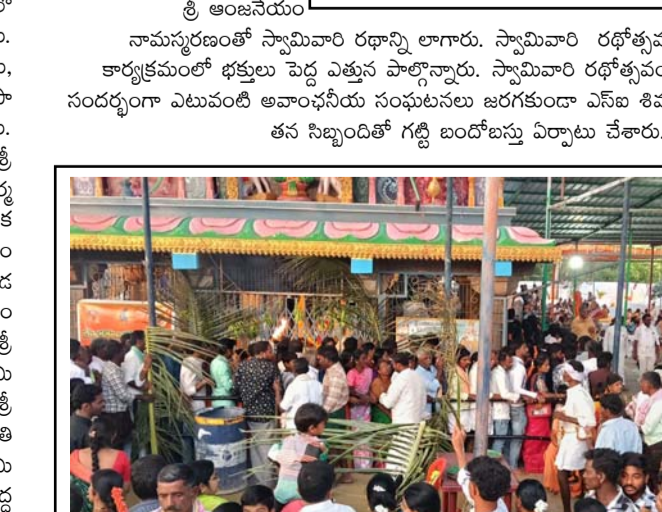 శ్రీ ఆంజనేయం
నామస్మరణంతో స్వామివారి రథాన్ని లాగారు. స్వామివారి రథోత్సవ
కార్యక్రమంలో భక్తులు పెద్ద ఎత్తున పాల్గొన్నారు. స్వామివారి రథోత్సవం
సందర్భంగా ఎటువంటి అవాంఛనీయ సంఘటనలు జరగకుండా ఎస్ఐ శివ
తన సిబ్బందితో గట్టి బందోబస్తు ఏర్పాటు చేశారు.